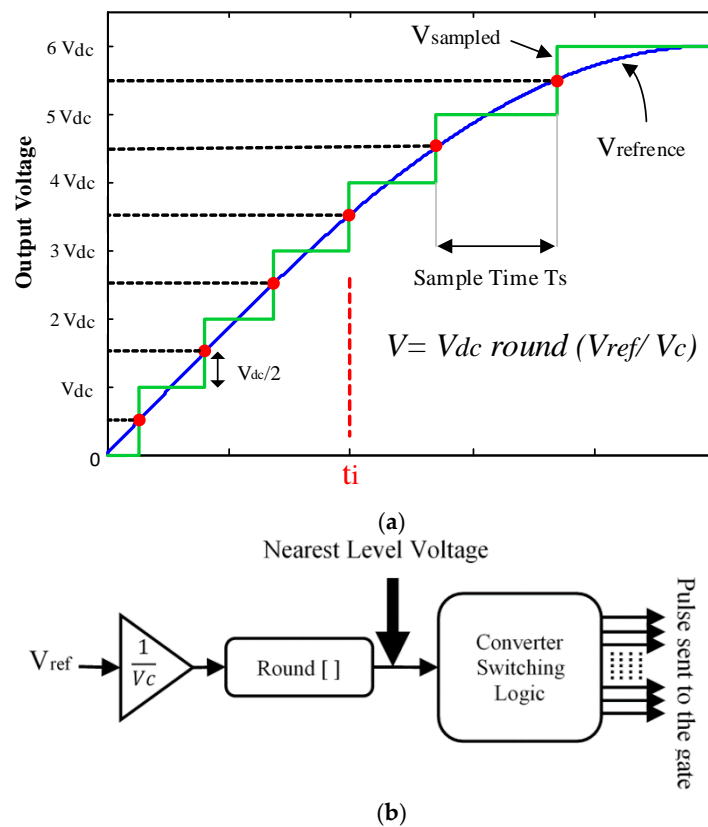 (a)
Output Voltage
6 Vdc
5 Vdc
4 Vdc
3 Vdc
2 Vdc
Vdc
0
Vsampled
Vrefrence
Sample Time Ts
V= Vdc round (Vref/ Vc)
Vdc/2
ti
(a)
Nearest Level Voltage
Vref
1
Vc
Round [ ]
Converter
Switching
Logic
Pulse sent to the gate
(b)